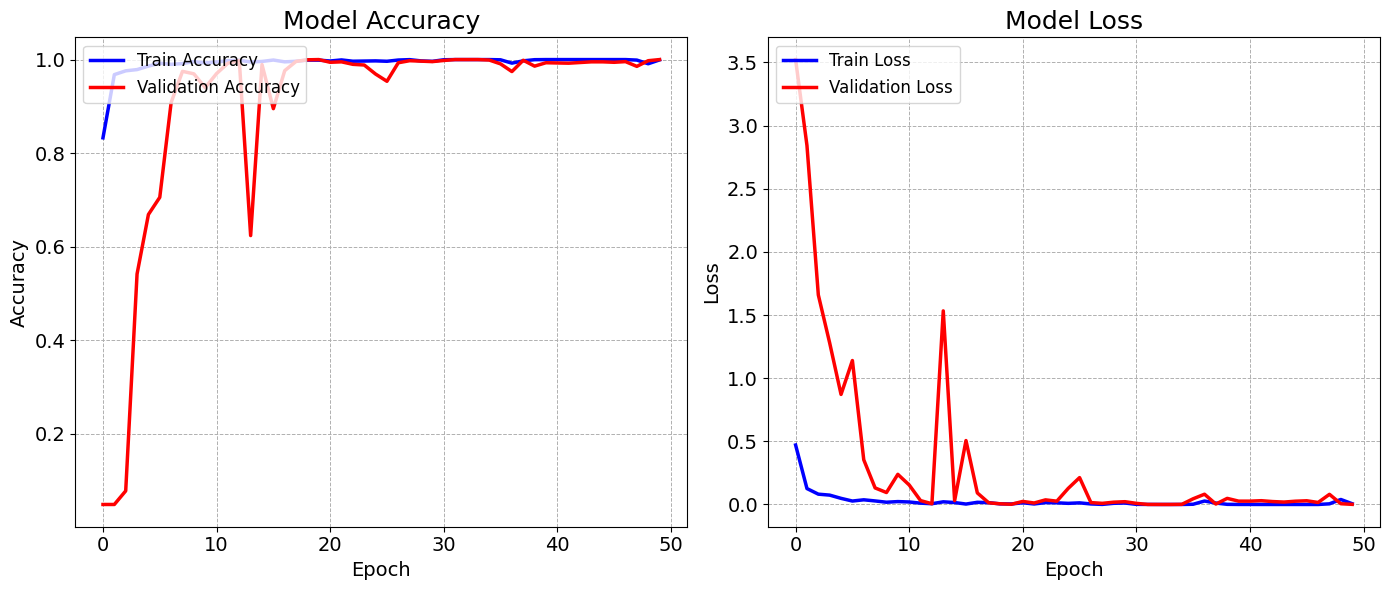 Model Accuracy
Train Accuracy
Validation Accuracy
1.0
0.8
0.6
0.4
0.2
Accuracy
0
10
20
30
40
50
Epoch
Model Loss
Train Loss
Validation Loss
3.5
3.0
2.5
2.0
1.5
1.0
0.5
0.0
Loss
0
10
20
30
40
50
Epoch